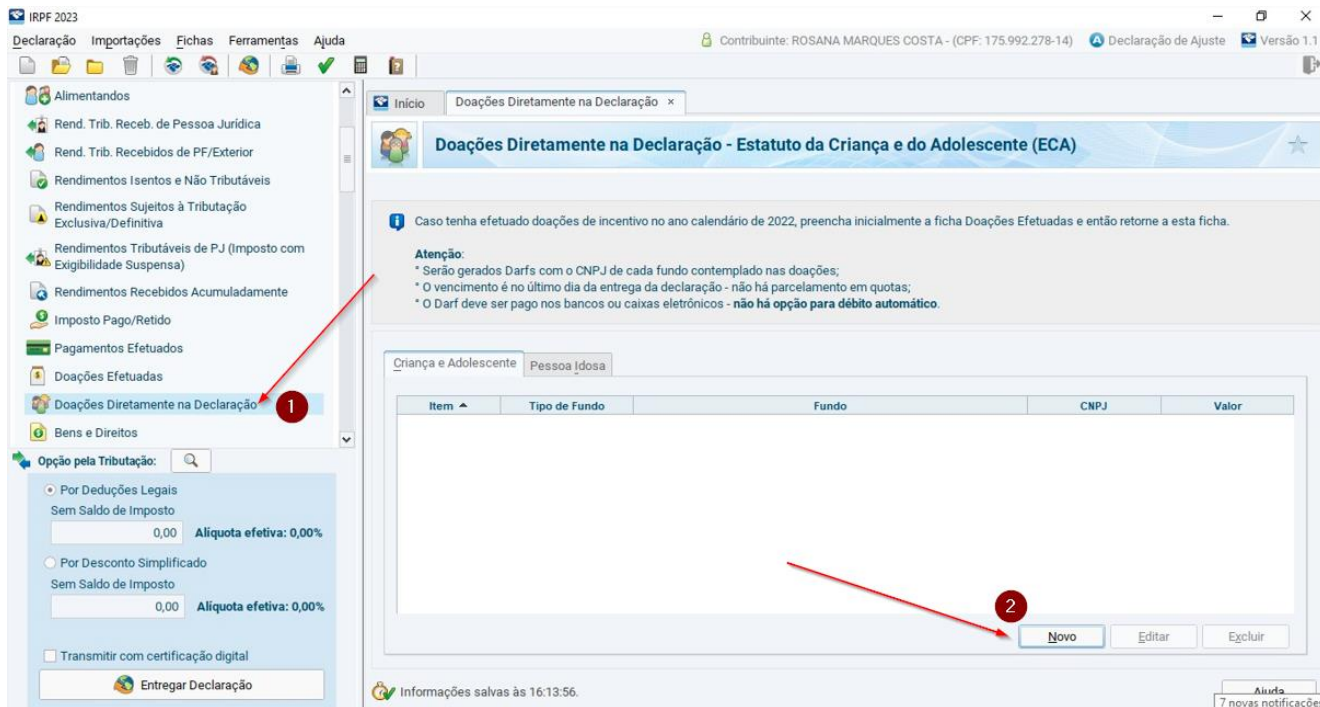 IRPF 2023
Declaração Importações Fichas Ferramentas Ajuda
Contribuinte: ROSANA MARQUES COSTA - (CPF: 175.992.278-14) Declaração de Ajuste Versão 1.1
Alimentandos
Rend. Trib. Receb. de Pessoa Jurídica
Rend. Trib. Recebidos de PF/Exterior
Rendimentos Isentos e Não Tributáveis
Rendimentos Sujeitos à Tributação
Exclusiva/Definitiva
Rendimentos Tributáveis de PJ (Imposto com
Exigibilidade Suspensa)
Rendimentos Recebidos Acumuladamente
Imposto Pago/Retido
Pagamentos Efetuados
Doações Efetuadas
Doações Diretamente na Declaração
1
Bens e Direitos
Opção pela Tributação:
Por Deduções Legais
Sem Saldo de Imposto
0,00 Alíquota efetiva: 0,00%
Por Desconto Simplificado
Sem Saldo de Imposto
0,00 Alíquota efetiva: 0,00%
Transmitir com certificação digital
Entregar Declaração
Início Doações Diretamente na Declaração ×
Doações Diretamente na Declaração - Estatuto da Criança e do Adolescente (ECA)
Caso tenha efetuado doações de incentivo no ano calendário de 2022, preencha inicialmente a ficha Doações Efetuadas e então retorne a esta ficha.
Atenção:
* Serão gerados Darfs com o CNPJ de cada fundo contemplado nas doações;
* O vencimento é no último dia da entrega da declaração - não há parcelamento em quotas;
* O Darf deve ser pago nos bancos ou caixas eletrônicos - não há opção para débito automático.
Criança e Adolescente Pessoa Idosa
Item Tipo de Fundo Fundo CNPJ Valor
2
Novo Editar Excluir
Informações salvas às 16:13:56.
Ajuda
7 novas notificações